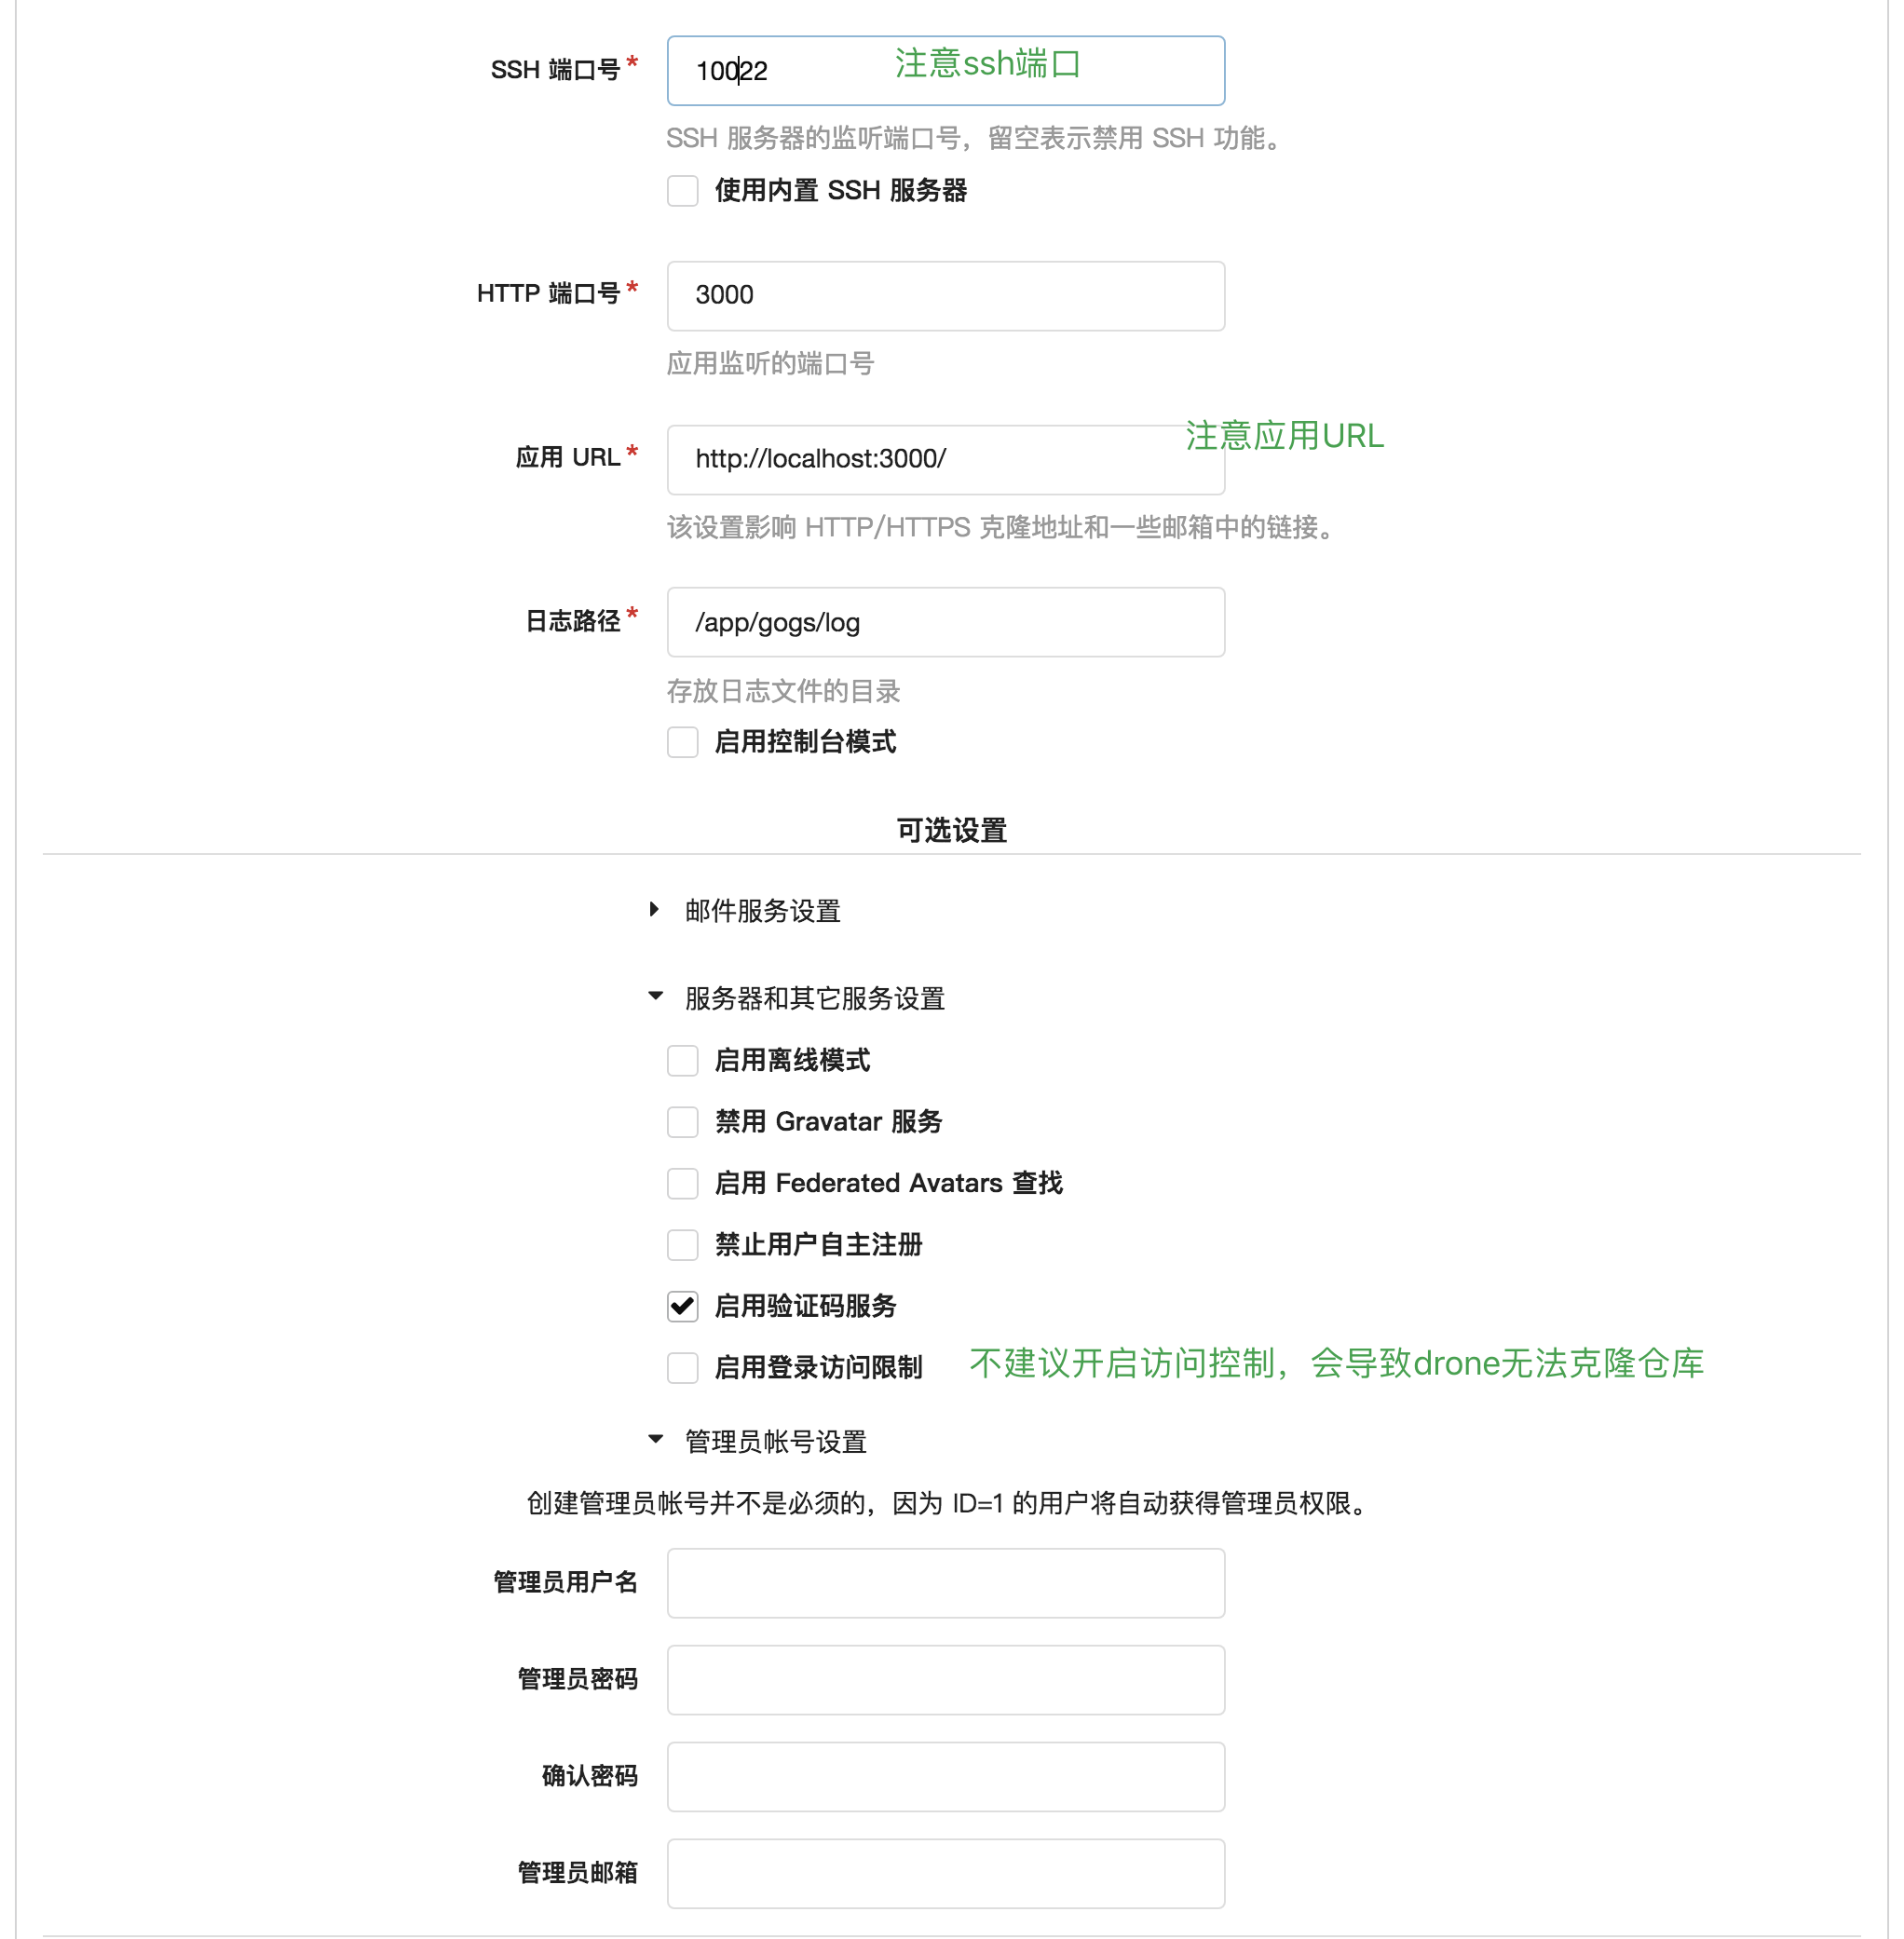 SSH 端口号*
10022
注意ssh端口
SSH 服务器的监听端口号，留空表示禁用 SSH 功能。
使用内置 SSH 服务器
HTTP 端口号*
3000
应用监听的端口号
注意应用URL
应用 URL*
http://localhost:3000/
该设置影响 HTTP/HTTPS 克隆地址和一些邮箱中的链接。
日志路径*
/app/gogs/log
存放日志文件的目录
启用控制台模式
可选设置
邮件服务设置
服务器和其它服务设置
启用离线模式
禁用 Gravatar 服务
启用 Federated Avatars 查找
禁止用户自主注册
启用验证码服务
启用登录访问限制
不建议开启访问控制，会导致drone无法克隆仓库
管理员帐号设置
创建管理员帐号并不是必须的，因为 ID=1 的用户将自动获得管理员权限。
管理员用户名
管理员密码
确认密码
管理员邮箱